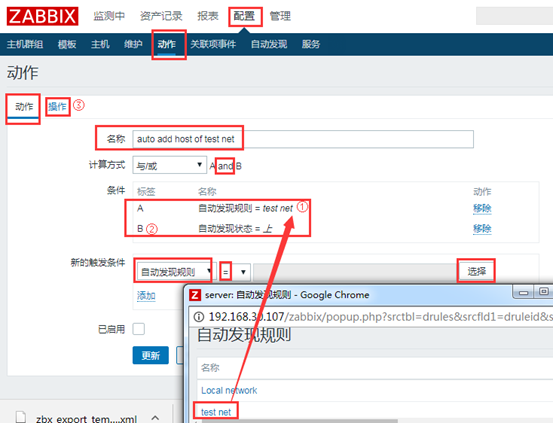 ZABBIX 监测中 资产记录 报表 配置 管理
主机群组 模板 主机 维护 动作 关联项事件 自动发现 服务
动作
动作 操作 ③
名称 auto add host of test net
计算方式 与/或 A and B
条件 标签 名称 动作
A 自动发现规则 = test net ① 移除
B ② 自动发现状态 = 上 移除
新的触发条件 自动发现规则 = 选择
添加
Z server: 自动发现规则 - Google Chrome
已启用
192.168.30.107/zabbix/popup.php?srctbl=drules&srcfld1=druleid&s
自动发现规则
更新
名称
Local network
test net
zbx_export_tem....xml